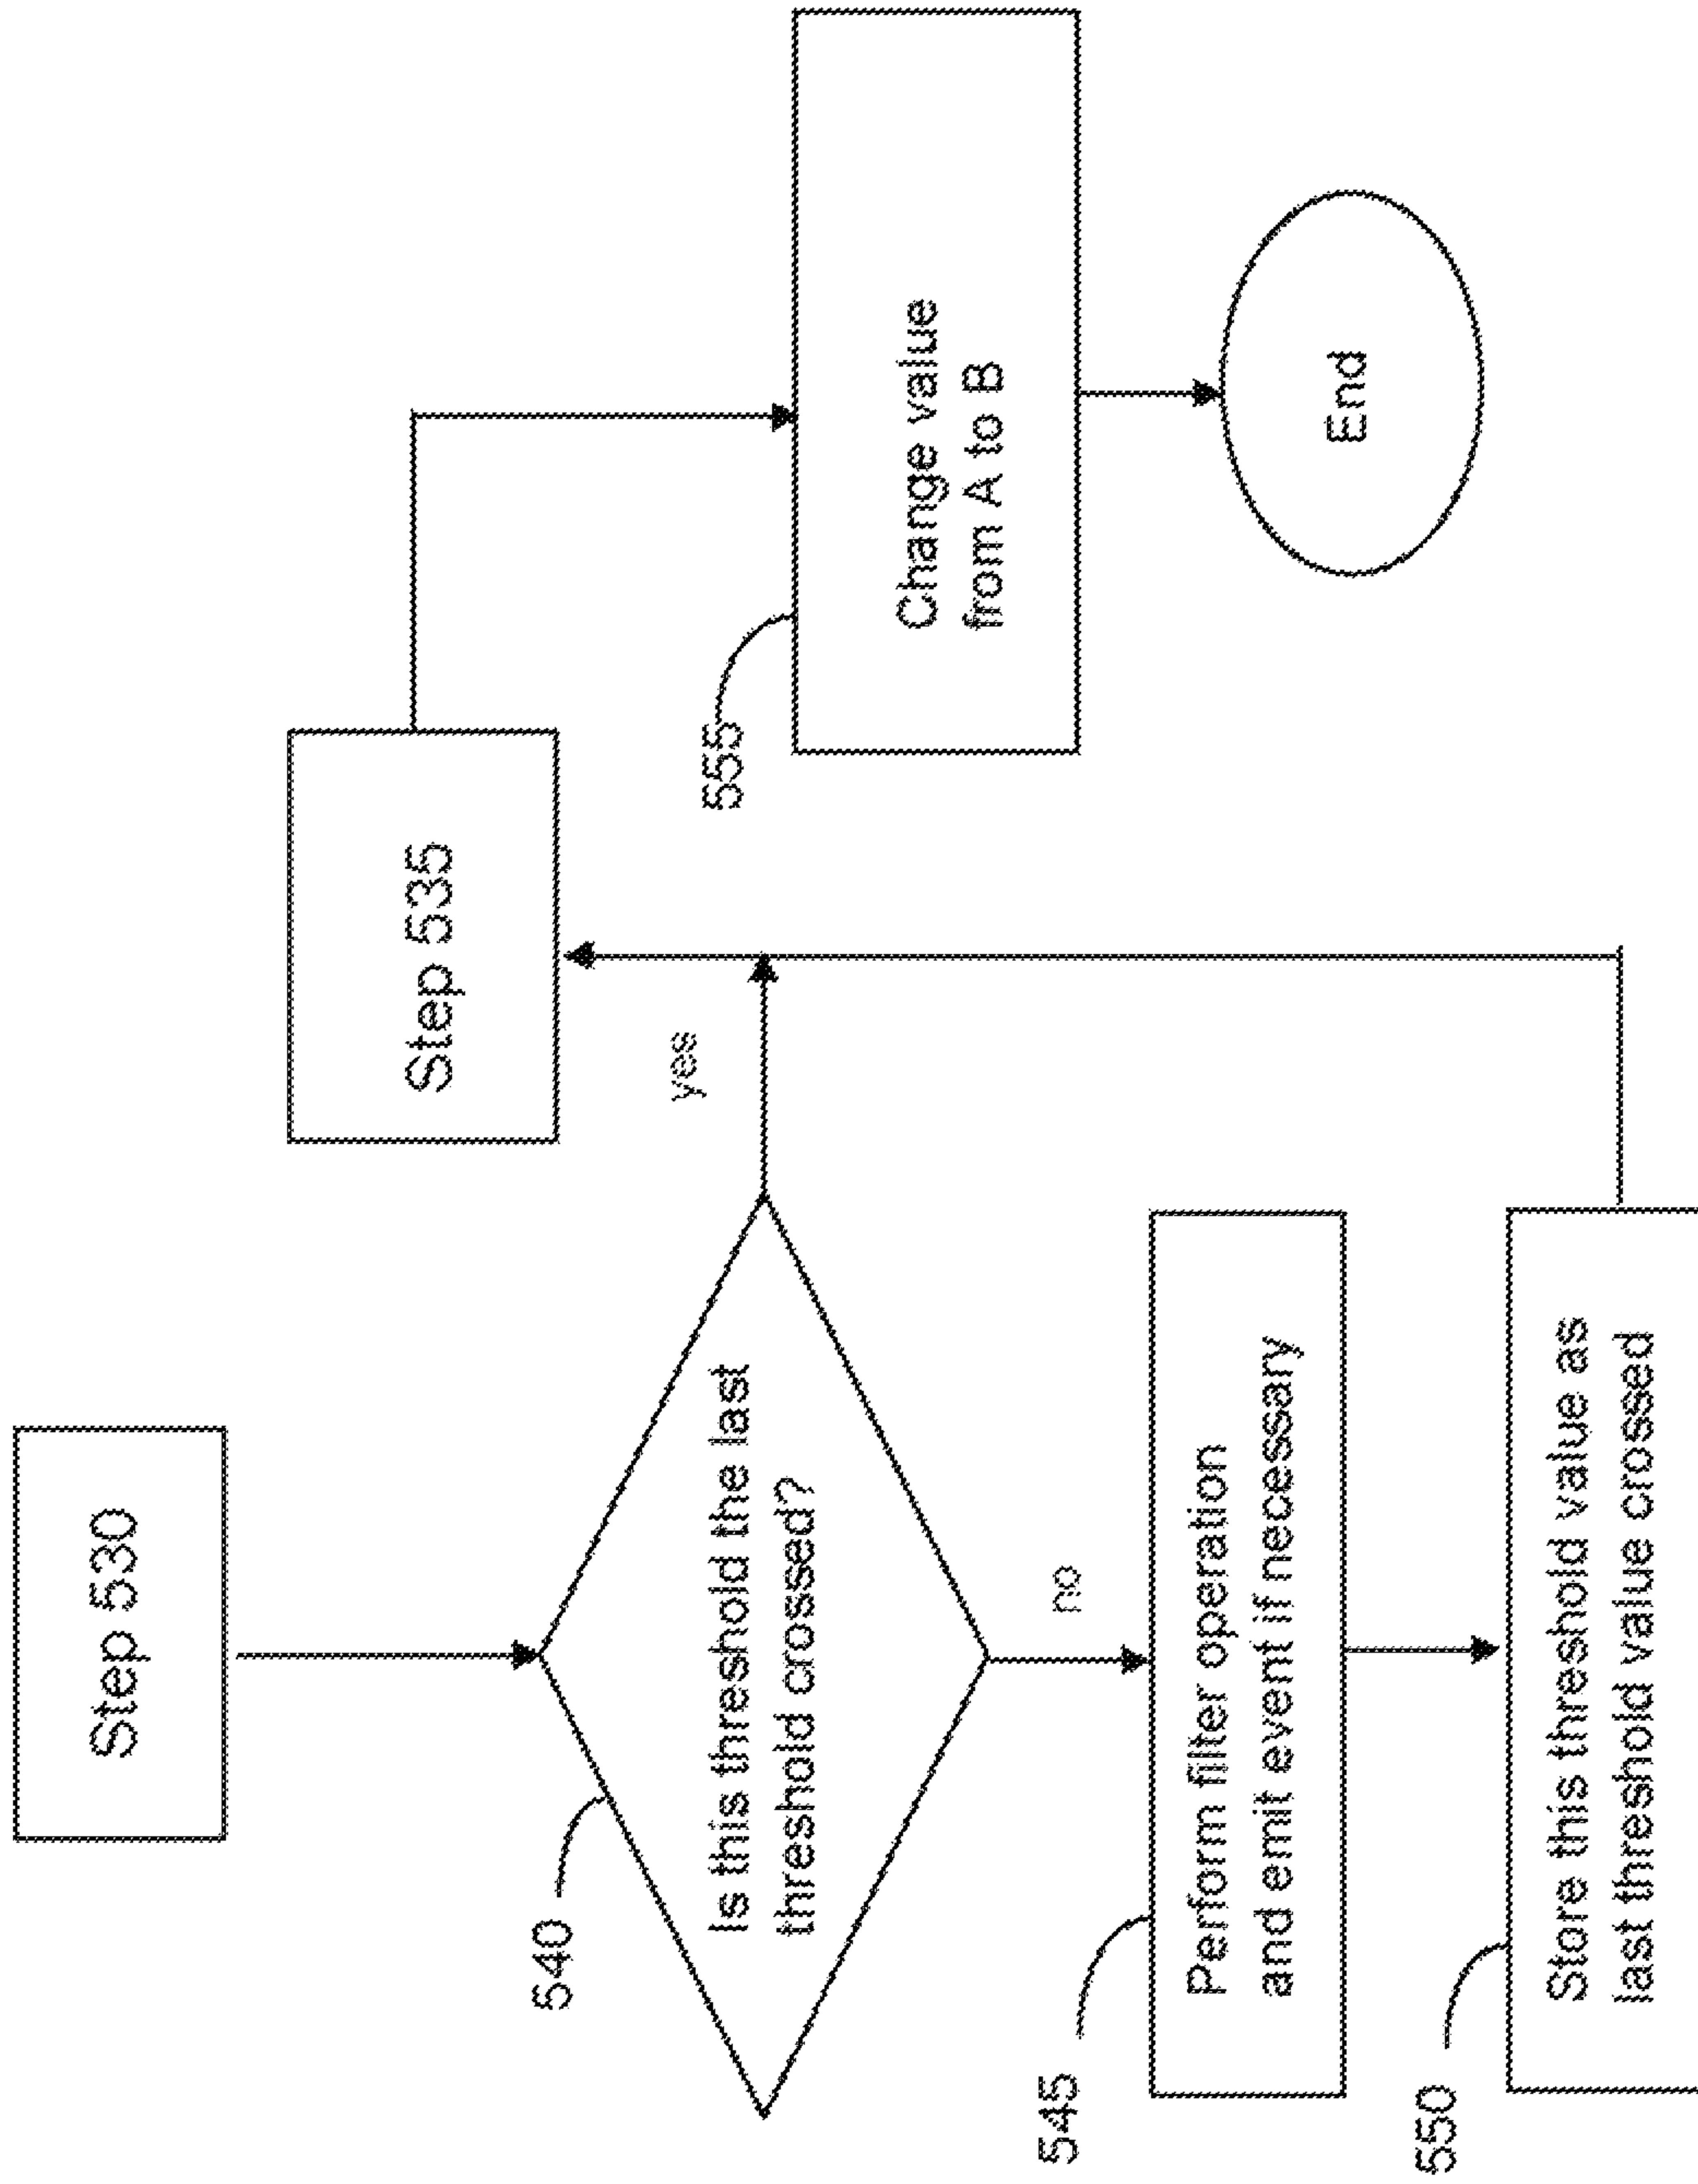 Step 530
540
Is this threshold the last
threshold crossed?
yes
no
545
Perform filter operation
and emit event if necessary
550
Store this threshold value as
last threshold value crossed
Step 535
555
Change value
from A to B
End